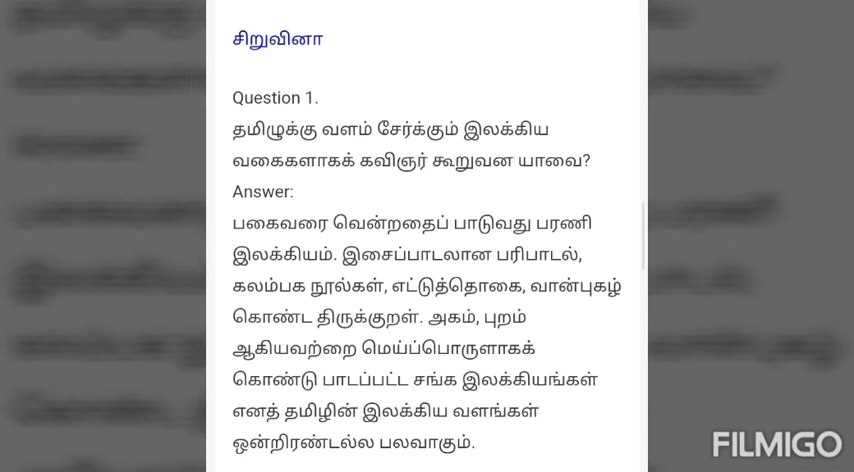 சிறுவினா
Question 1.
தமிழுக்கு வளம் சேர்க்கும் இலக்கிய
வகைகளாகக் கவிஞர் கூறுவன யாவை?
Answer:
பகைவரை வென்றதைப் பாடுவது பரணி
இலக்கியம். இசைப்பாடலான பரிபாடல்,
கலம்பக நூல்கள், எட்டுத்தொகை, வான்புகழ்
கொண்ட திருக்குறள். அகம், புறம்
ஆகியவற்றை மெய்ப்பொருளாகக்
கொண்டு பாடப்பட்ட சங்க இலக்கியங்கள்
எனத் தமிழின் இலக்கிய வளங்கள்
ஒன்றிரண்டல்ல பலவாகும்.
FILMIGO